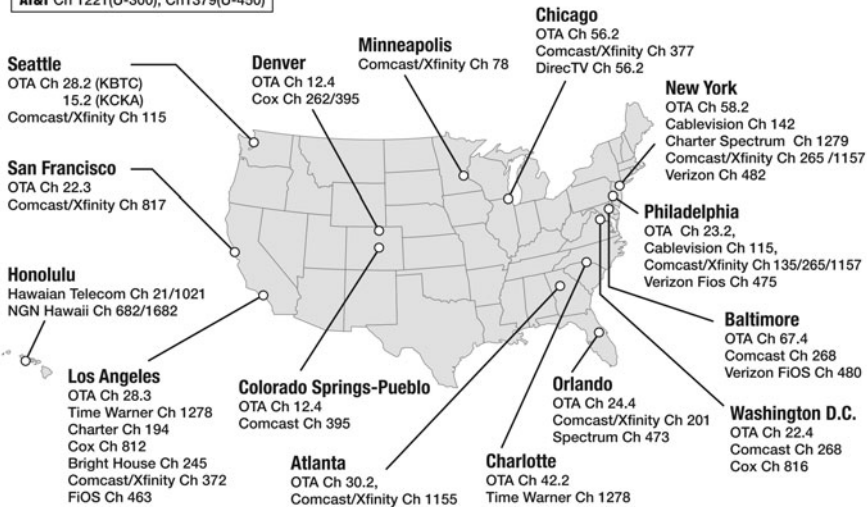 AT&T Ch 1221(U-300), Ch1379(U-450)
Seattle
OTA Ch 28.2 (KBTC)
15.2 (KCKA)
Comcast/Xfinity Ch 115
Denver
OTA Ch 12.4
Cox Ch 262/395
Minneapolis
Comcast/Xfinity Ch 78
Chicago
OTA Ch 56.2
Comcast/Xfinity Ch 377
DirecTV Ch 56.2
New York
OTA Ch 58.2
Cablevision Ch 142
Charter Spectrum Ch 1279
Comcast/Xfinity Ch 265 /1157
Verizon Ch 482
San Francisco
OTA Ch 22.3
Comcast/Xfinity Ch 817
Philadelphia
OTA Ch 23.2,
Cablevision Ch 115,
Comcast/Xfinity Ch 135/265/1157
Verizon Fios Ch 475
Honolulu
Hawaiian Telecom Ch 21/1021
NGN Hawaii Ch 682/1682
Baltimore
OTA Ch 67.4
Comcast Ch 268
Verizon FiOS Ch 480
Los Angeles
OTA Ch 28.3
Time Warner Ch 1278
Charter Ch 194
Cox Ch 812
Bright House Ch 245
Comcast/Xfinity Ch 372
FiOS Ch 463
Colorado Springs-Pueblo
OTA Ch 12.4
Comcast Ch 395
Atlanta
OTA Ch 30.2,
Comcast/Xfinity Ch 1155
Charlotte
OTA Ch 42.2
Time Warner Ch 1278
Orlando
OTA Ch 24.4
Comcast/Xfinity Ch 201
Spectrum Ch 473
Washington D.C.
OTA Ch 22.4
Comcast Ch 268
Cox Ch 816